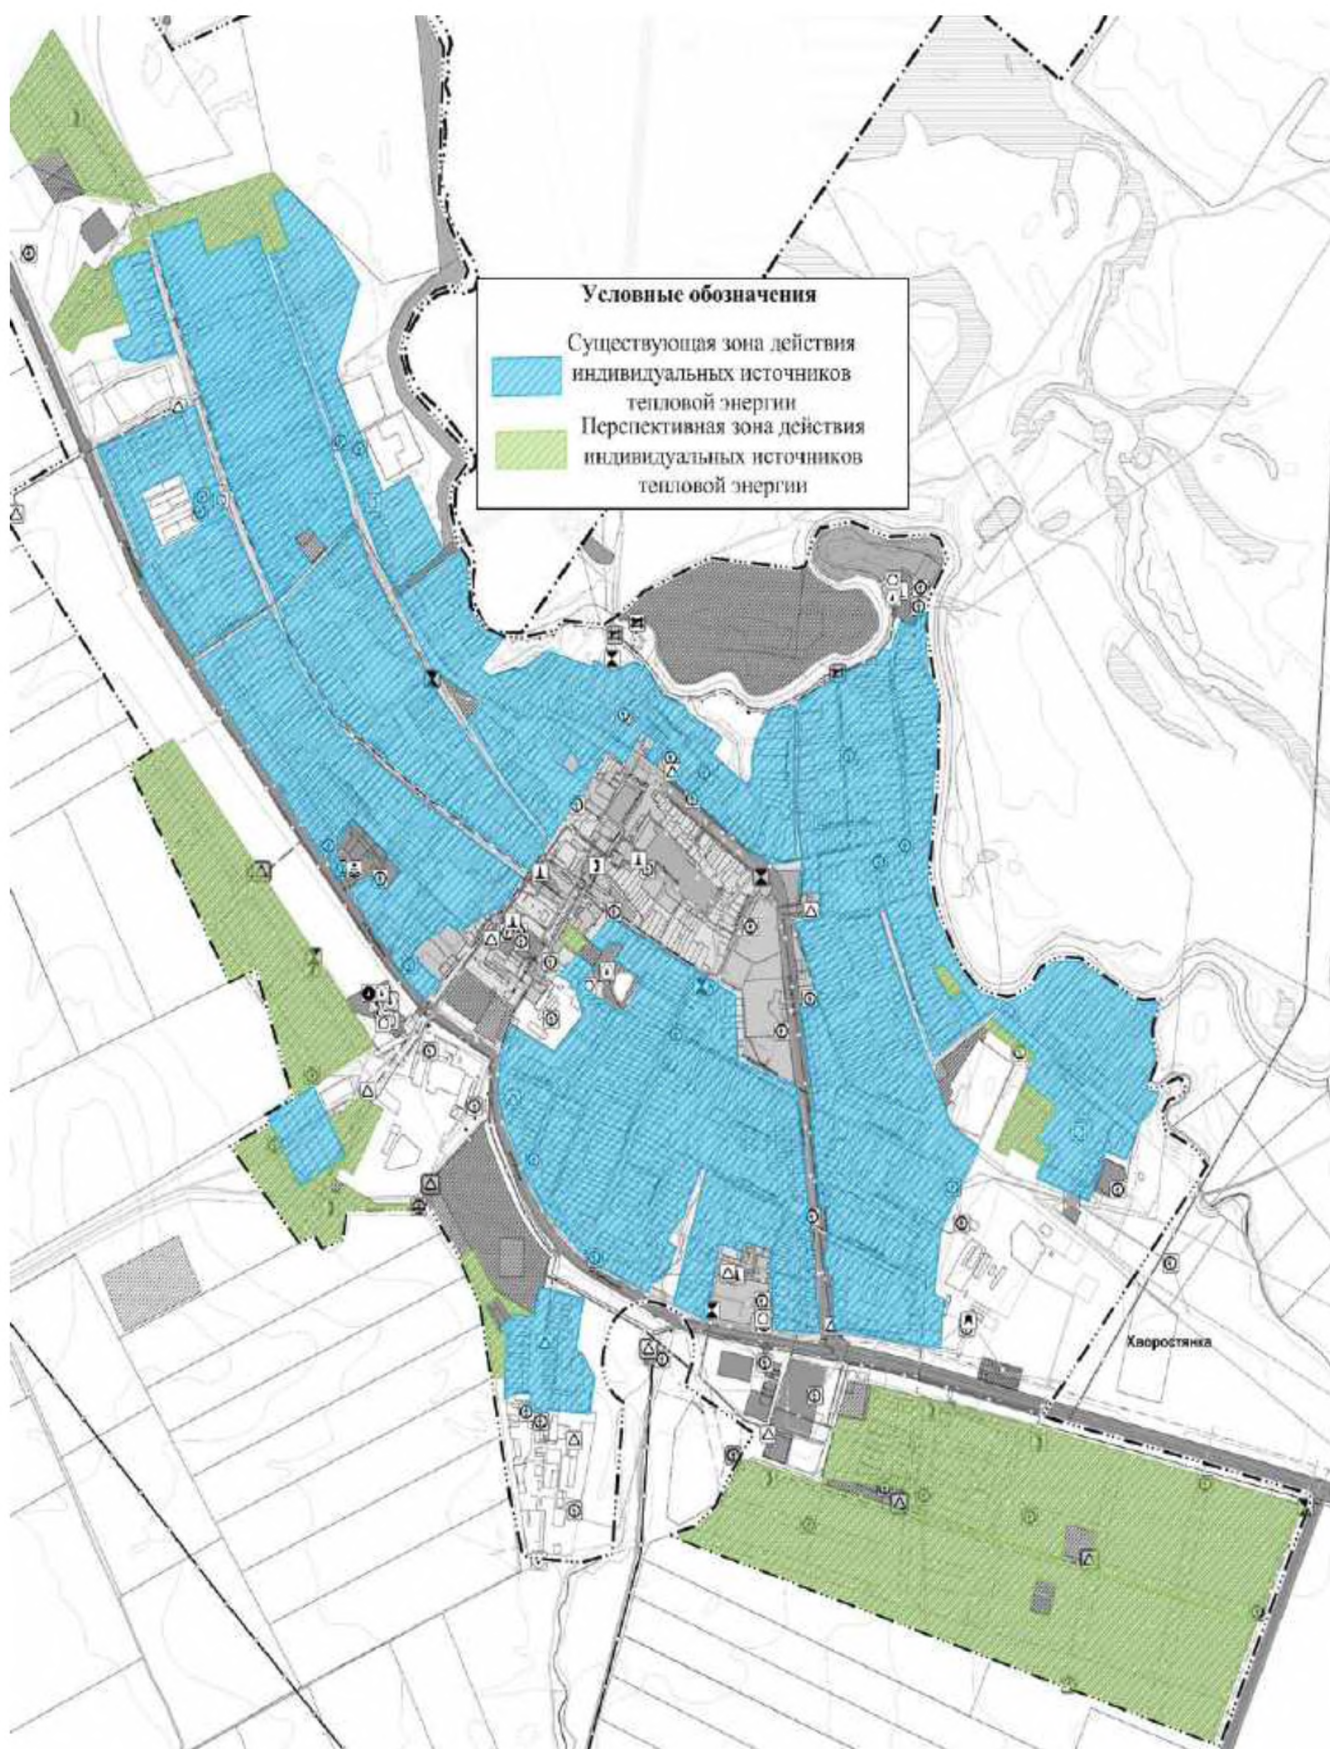 Условные обозначения
Существующая зона действия
индивидуальных источников
тепловой энергии
Перспективная зона действия
индивидуальных источников
тепловой энергии
Хворостянка